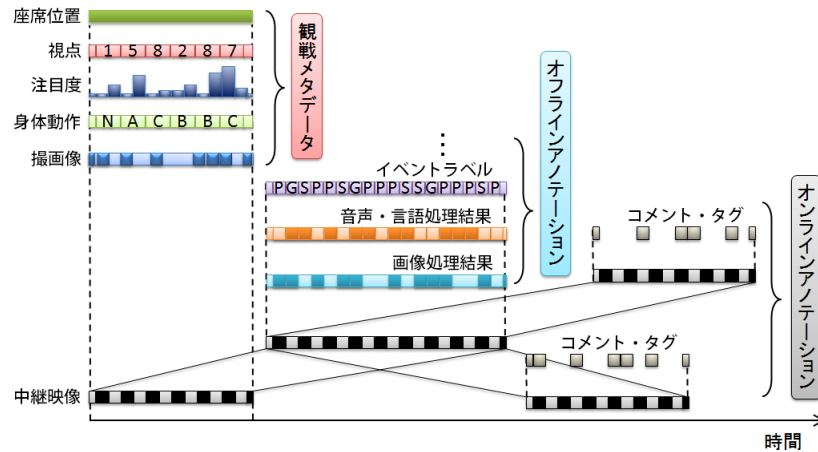 座席位置
視点
1 5 8 2 8 7
注目度
身体動作
N A C B B C
撮画像
観戦メタデータ
⋮
イベントラベル
PGSPPSGPPPSSGPPPSP
音声・言語処理結果
画像処理結果
オフラインアノテーション
コメント・タグ
コメント・タグ
オンラインアノテーション
中継映像
時間